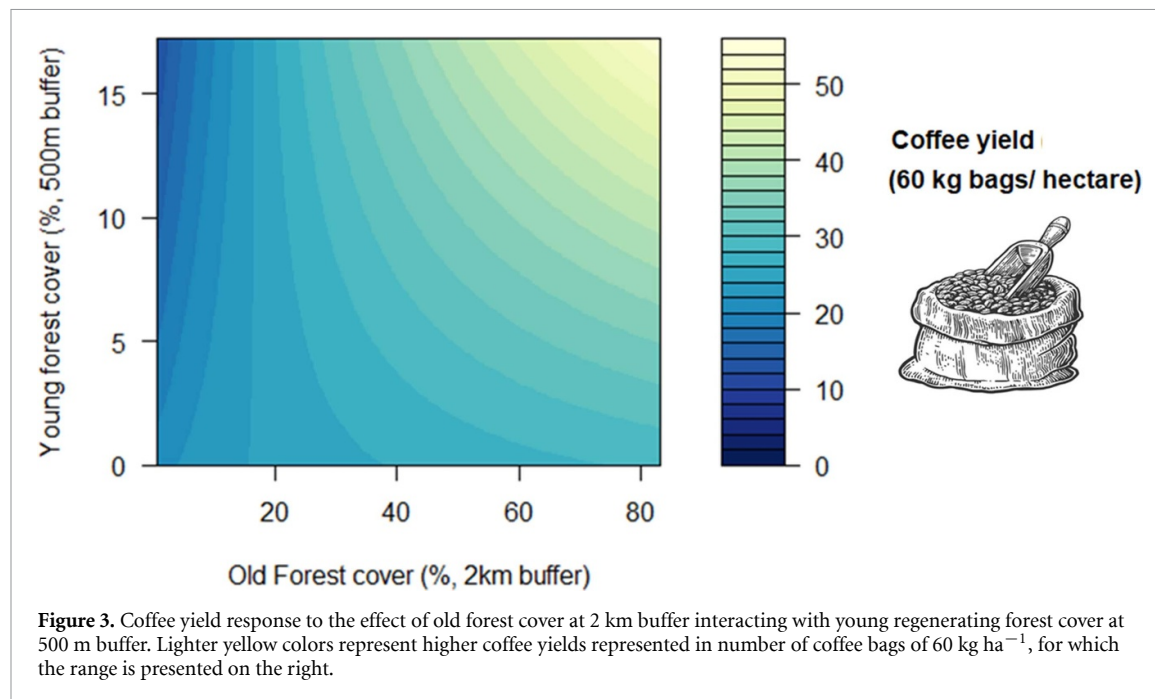 Young forest cover (%, 500m buffer)
15
10
5
0
20
40
60
80
Old Forest cover (%, 2km buffer)
50
40
30
20
10
0
Coffee yield
(60 kg bags/ hectare)
Figure 3. Coffee yield response to the effect of old forest cover at 2 km buffer interacting with young regenerating forest cover at
500 m buffer. Lighter yellow colors represent higher coffee yields represented in number of coffee bags of 60 kg ha⁻¹, for which
the range is presented on the right.